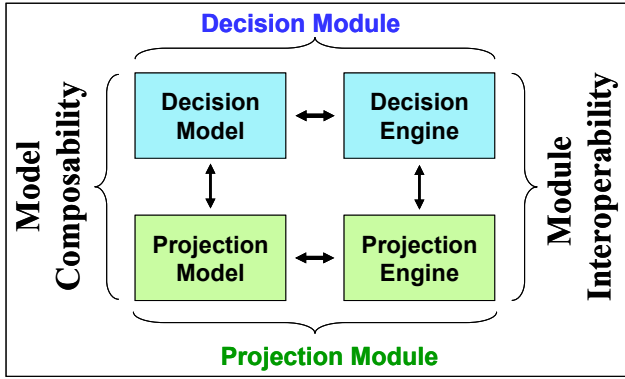 Decision Module
Model
Composability
Decision
Model
Decision
Engine
Projection
Model
Projection
Engine
Module
Interoperability
Projection Module